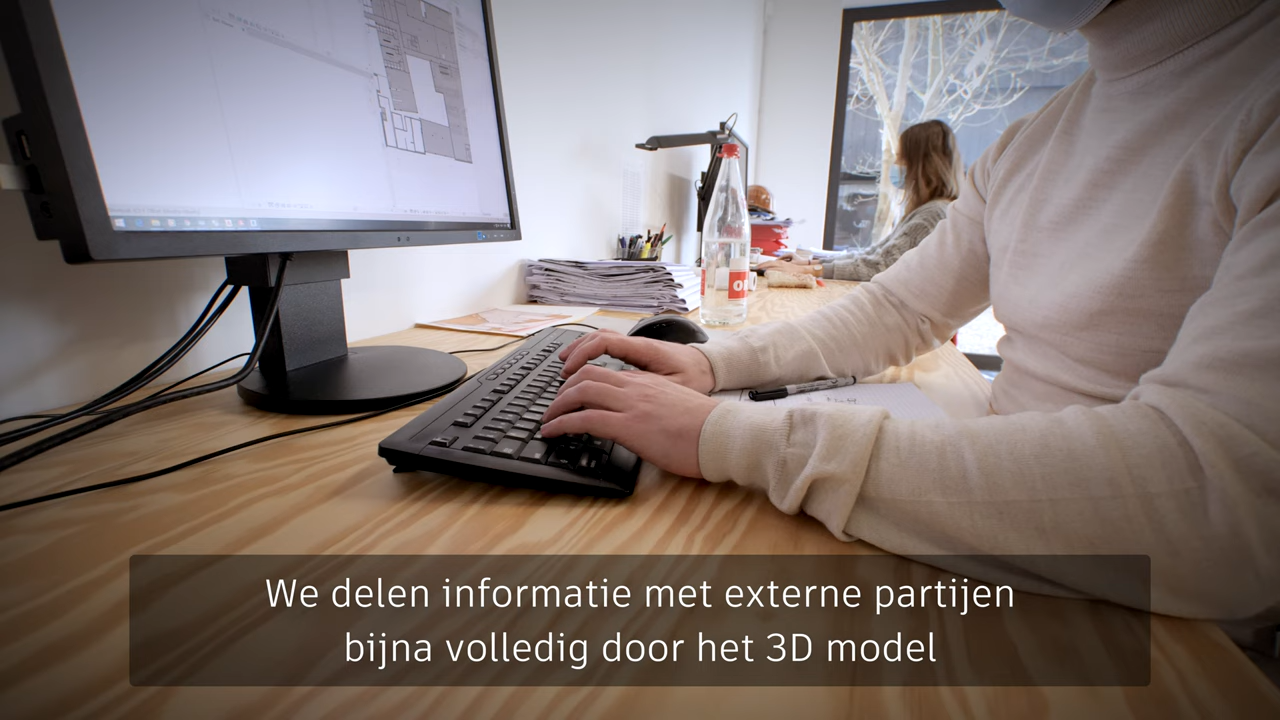 We delen informatie met externe partijen
bijna volledig door het 3D model